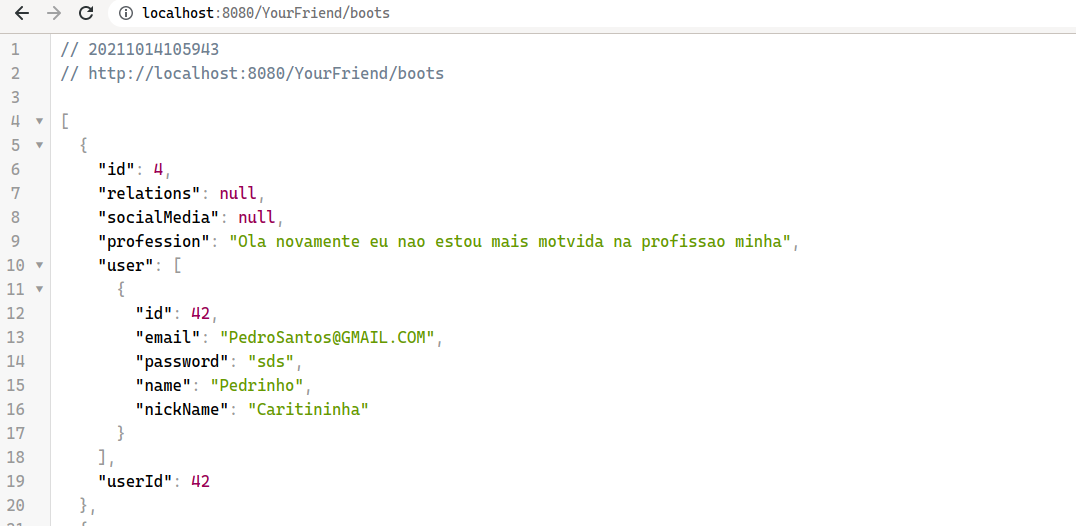 localhost:8080/YourFriend/boots
1 // 20211014105943
2 // http://localhost:8080/YourFriend/boots
3
4 [
5 {
6 "id": 4,
7 "relations": null,
8 "socialMedia": null,
9 "profession": "Ola novamente eu nao estou mais motvida na profissao minha",
10 "user": [
11 {
12 "id": 42,
13 "email": "PedroSantos@GMAIL.COM",
14 "password": "sds",
15 "name": "Pedrinho",
16 "nickName": "Caritininha"
17 }
18 ],
19 "userId": 42
20 },